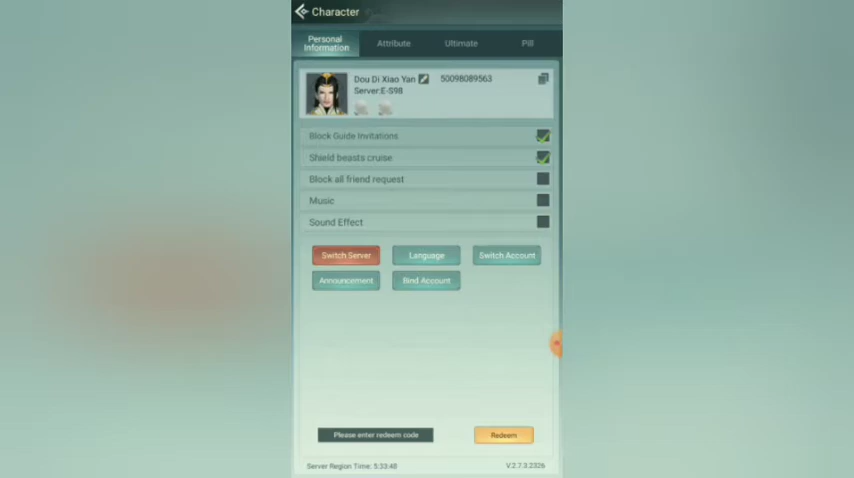 Character
Personal Information
Attribute
Ultimate
Pill
Dou Di Xiao Yan
50098089563
Server:E-S98
Block Guide Invitations
Shield beasts cruise
Block all friend request
Music
Sound Effect
Switch Server
Language
Switch Account
Announcement
Bind Account
Please enter redeem code
Redeem
Server Region Time: 5:33:48
V.2.7.3.2326